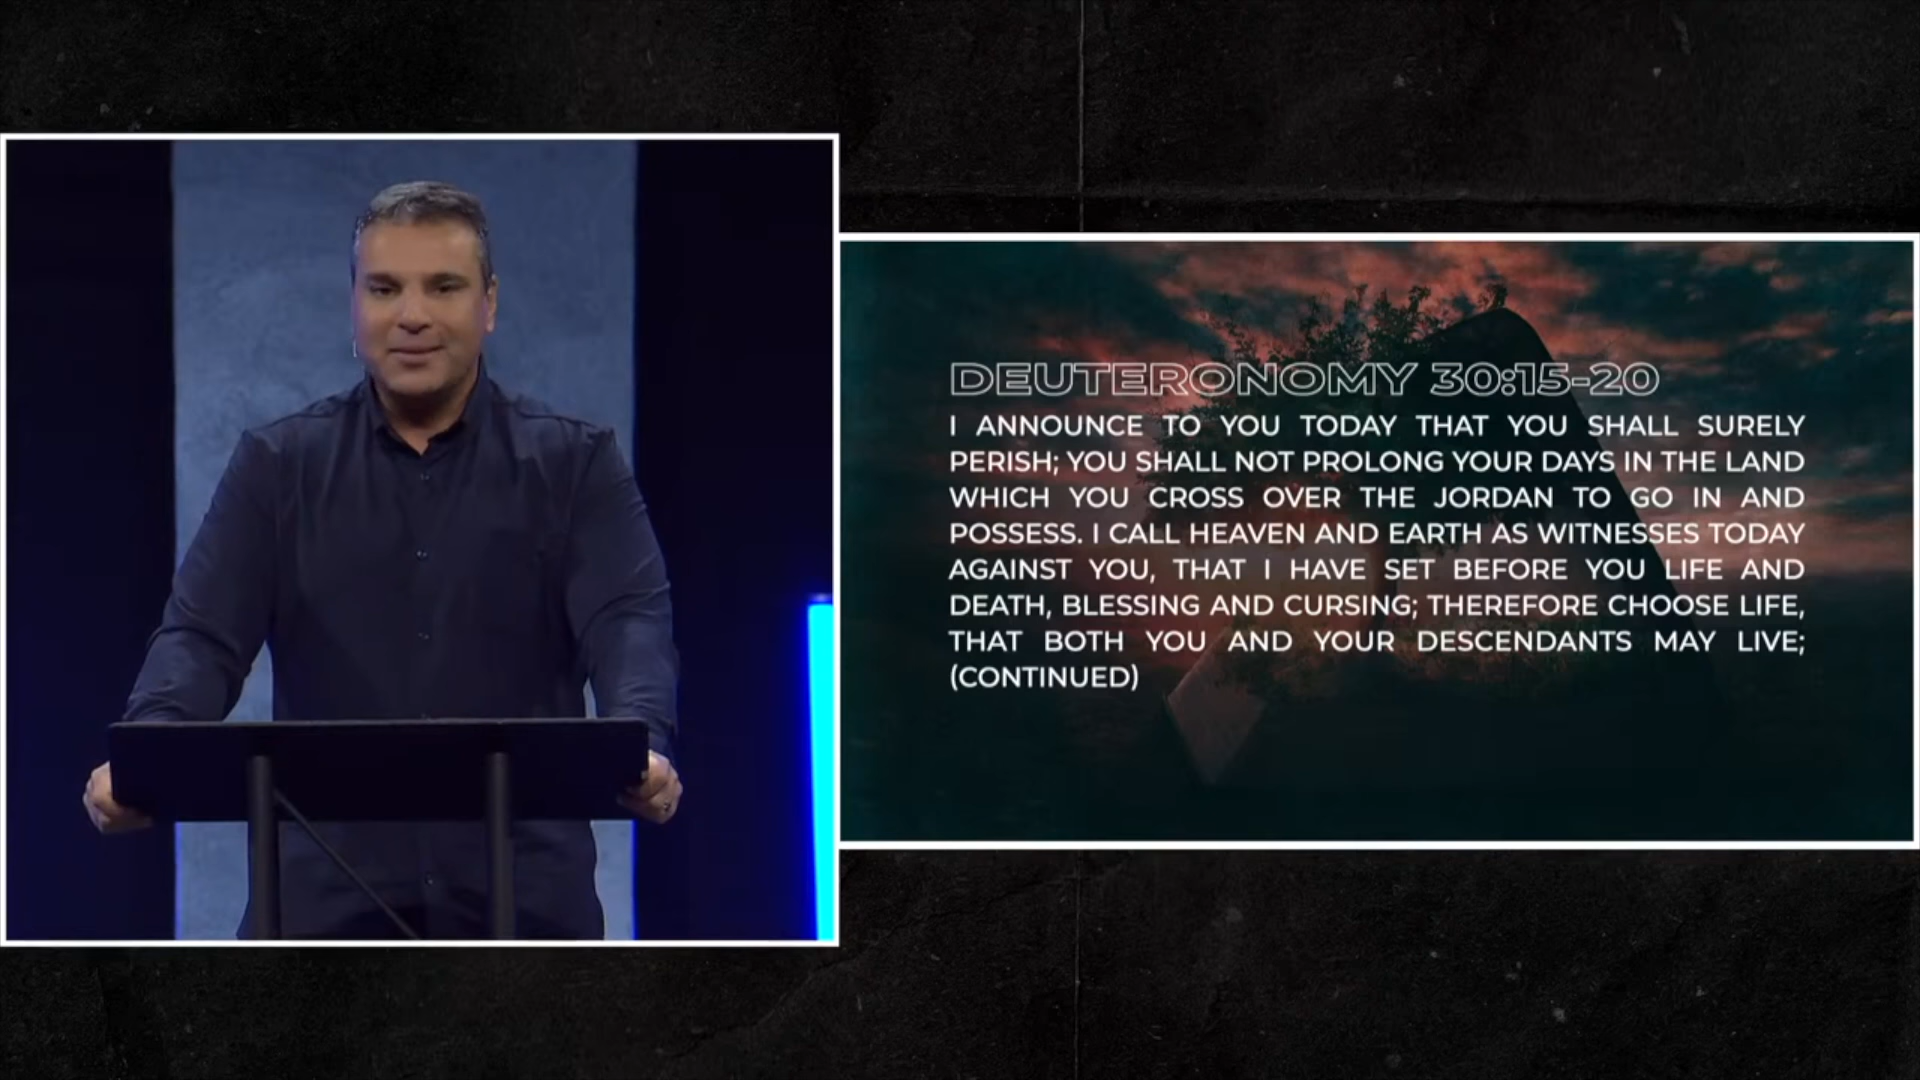 DEUTERONOMY 30:15-20
I ANNOUNCE TO YOU TODAY THAT YOU SHALL SURELY
PERISH; YOU SHALL NOT PROLONG YOUR DAYS IN THE LAND
WHICH YOU CROSS OVER THE JORDAN TO GO IN AND
POSSESS. I CALL HEAVEN AND EARTH AS WITNESSES TODAY
AGAINST YOU, THAT I HAVE SET BEFORE YOU LIFE AND
DEATH, BLESSING AND CURSING; THEREFORE CHOOSE LIFE,
THAT BOTH YOU AND YOUR DESCENDANTS MAY LIVE;
(CONTINUED)